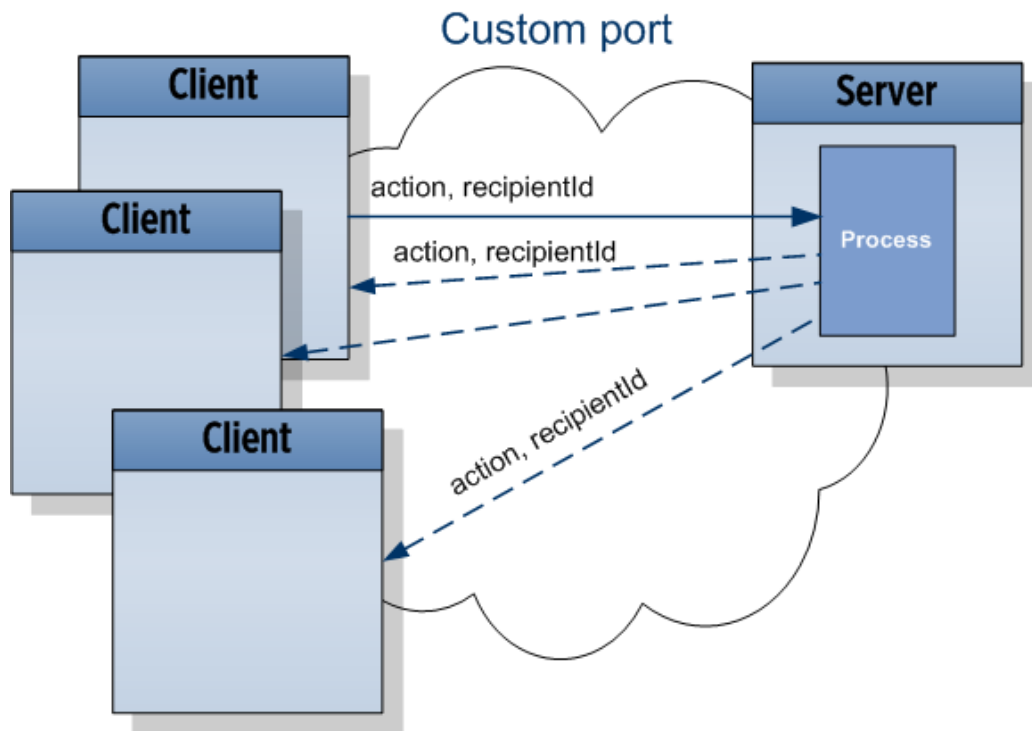 Custom port
Client
Server
action, recipientId
Client
action, recipientId
Process
action, recipientId
Client